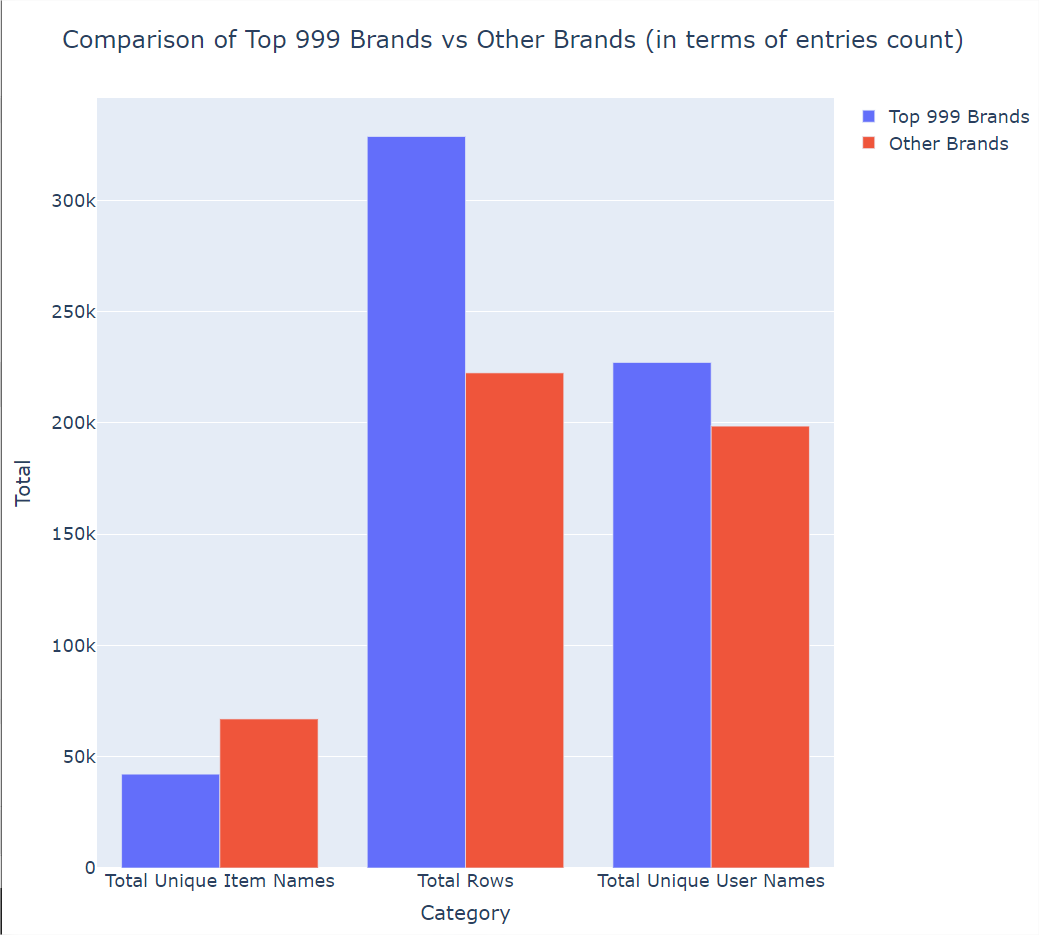 Comparison of Top 999 Brands vs Other Brands (in terms of entries count)
Top 999 Brands
Other Brands
300k
250k
200k
150k
100k
50k
0
Total
Total Unique Item Names
Total Rows
Total Unique User Names
Category